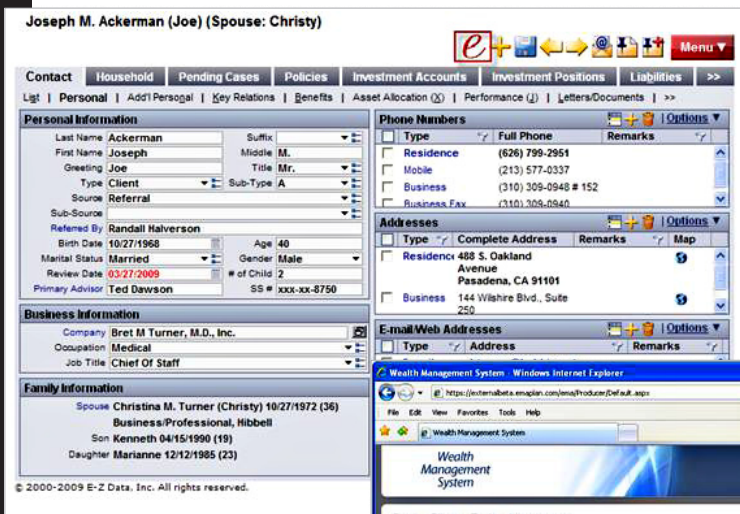 Joseph M. Ackerman (Joe) (Spouse: Christy)
e Menu ▼
Contact Household Pending Cases Policies Investment Accounts Investment Positions Liabilities >>
List | Personal | Add'l Personal | Key Relations | Benefits | Asset Allocation (X) | Performance (J) | Letters/Documents | >>
Personal Information
Last Name Ackerman Suffix
First Name Joseph Middle M.
Greeting Joe Title Mr.
Type Client Sub-Type A
Source Referral
Sub-Source
Referred By Randall Halverson
Birth Date 10/27/1968 Age 40
Marital Status Married Gender Male
Review Date 03/27/2009 # of Child 2
Primary Advisor Ted Dawson SS # xxx-xx-8750
Business Information
Company Bret M Turner, M.D., Inc.
Occupation Medical
Job Title Chief Of Staff
Family Information
Spouse Christina M. Turner (Christy) 10/27/1972 (36)
Business/Professional, Hibbell
Son Kenneth 04/15/1990 (19)
Daughter Marianne 12/12/1985 (23)
© 2000-2009 E-Z Data, Inc. All rights reserved.
Phone Numbers | Options ▼
Type Full Phone Remarks
Residence (626) 799-2951
Mobile (213) 577-0337
Business (310) 309-0948 # 152
Business Fax (310) 309-0940
Addresses | Options ▼
Type Complete Address Remarks Map
Residence 488 S. Oakland
Avenue
Pasadena, CA 91101
Business 144 Wilshire Blvd., Suite
250
E-mail/Web Addresses | Options ▼
Type Address Remarks
Wealth Management System - Windows Internet Explorer
https://externalbeta.emaplan.com/ema/Producer/Default.aspx
File Edit View Favorites Tools Help
Wealth Management System
Wealth
Management
System